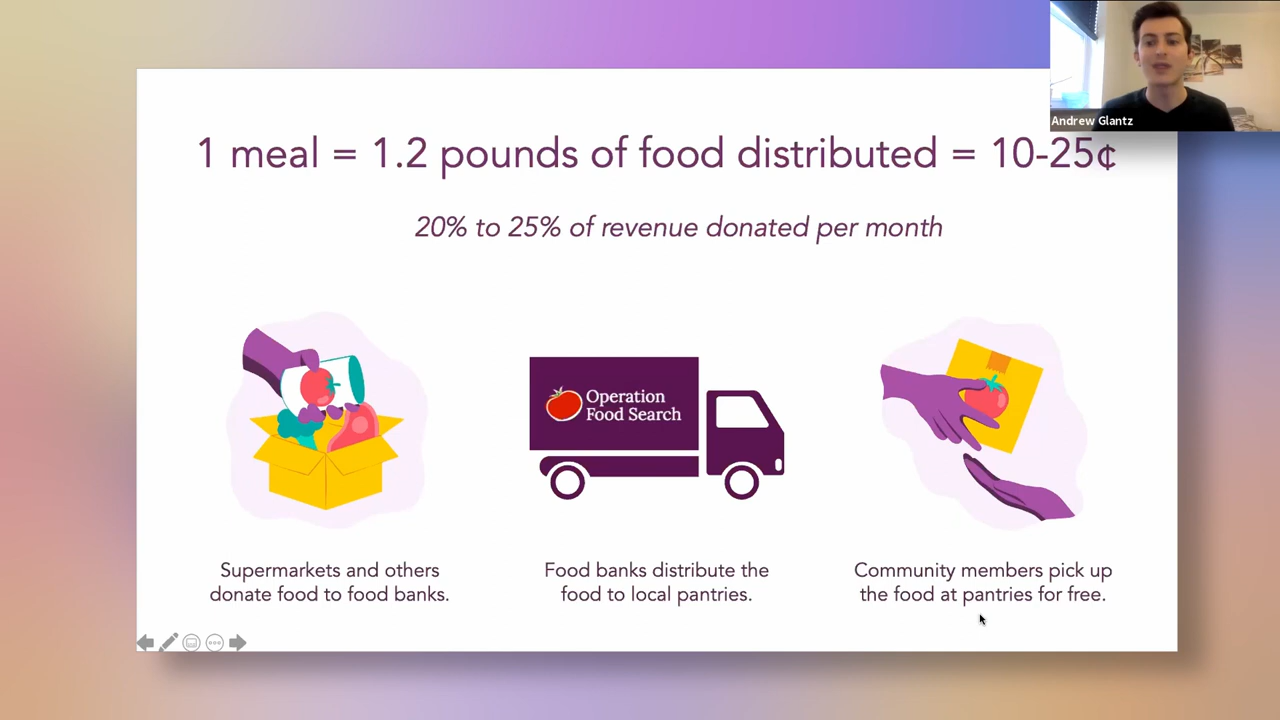 Andrew Glantz
1 meal = 1.2 pounds of food distributed = 10-25¢
20% to 25% of revenue donated per month
Operation
Food Search
Supermarkets and others
donate food to food banks.
Food banks distribute the
food to local pantries.
Community members pick up
the food at pantries for free.